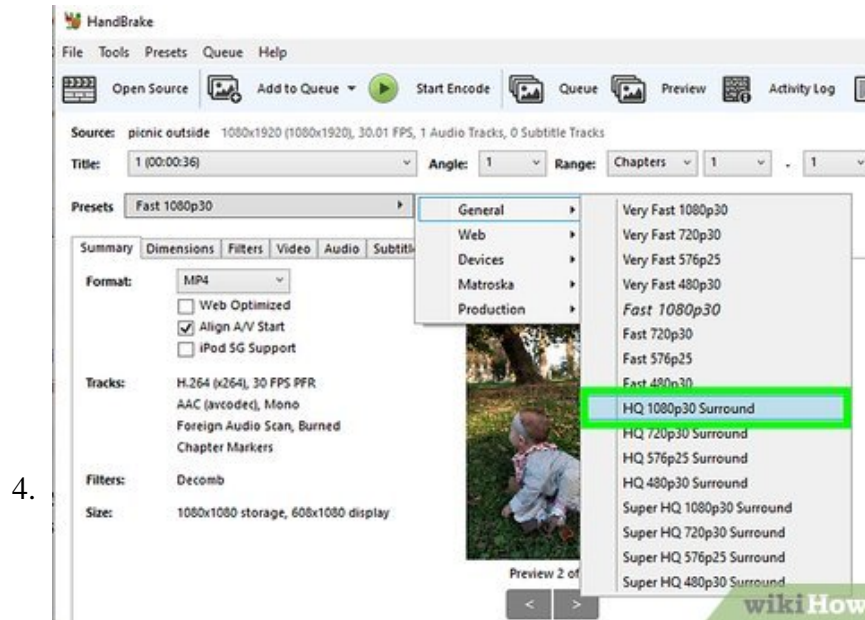 HandBrake
File Tools Presets Queue Help
Open Source Add to Queue Start Encode Queue Preview Activity Log
Source: picnic outside 1080x1920 (1080x1920), 30.01 FPS, 1 Audio Tracks, 0 Subtitle Tracks
Title: 1 (00:00:36) Angle: 1 Range: Chapters 1 - 1
Presets Fast 1080p30
General
Web
Devices
Matroska
Production
Very Fast 1080p30
Very Fast 720p30
Very Fast 576p25
Very Fast 480p30
Fast 1080p30
Fast 720p30
Fast 576p25
Fast 480p30
HQ 1080p30 Surround
HQ 720p30 Surround
HQ 576p25 Surround
HQ 480p30 Surround
Super HQ 1080p30 Surround
Super HQ 720p30 Surround
Super HQ 576p25 Surround
Super HQ 480p30 Surround
Summary Dimensions Filters Video Audio
Format: MP4
Web Optimized
Align A/V Start
iPod 5G Support
Tracks: H.264 (x264), 30 FPS PFR
AAC (avcodec), Mono
Foreign Audio Scan, Burned
Chapter Markers
4.
Filters: Decomb
Size: 1080x1080 storage, 608x1080 display
Preview 2 of
< >
wikiHow